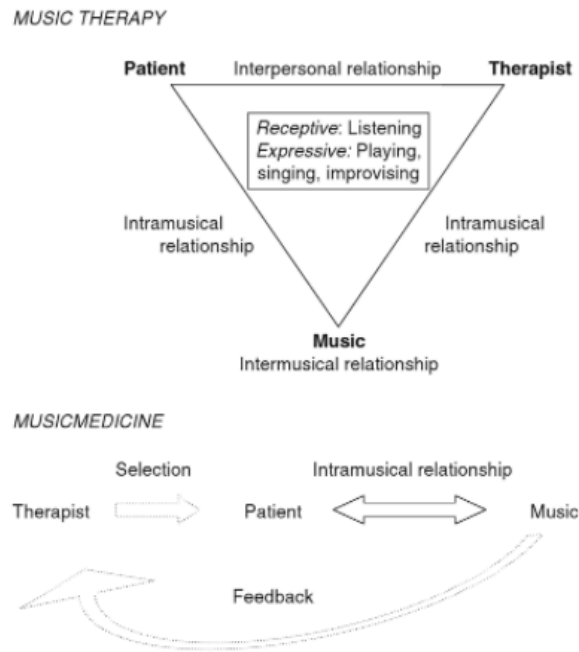 MUSIC THERAPY
Patient Interpersonal relationship Therapist
Receptive: Listening
Expressive: Playing,
singing, improvising
Intramusical Intramusical
relationship relationship
Music
Intermusical relationship
MUSICMEDICINE
Selection Intramusical relationship
Therapist Patient Music
Feedback